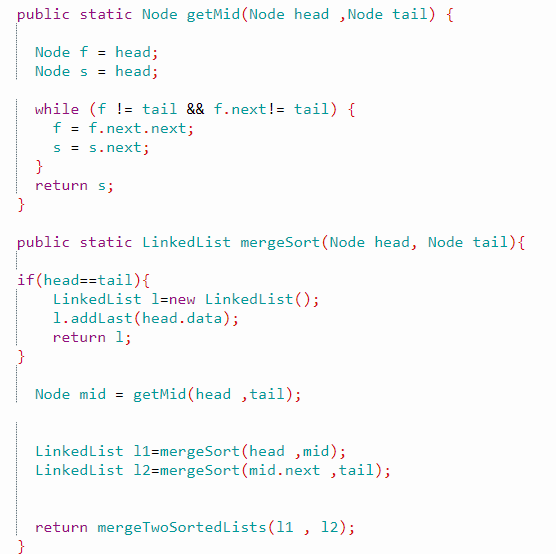 public static Node getMid(Node head ,Node tail) {
Node f = head;
Node s = head;
while (f != tail && f.next!= tail) {
f = f.next.next;
s = s.next;
}
return s;
}
public static LinkedList mergeSort(Node head, Node tail){
if(head==tail){
LinkedList l=new LinkedList();
l.addLast(head.data);
return l;
}
Node mid = getMid(head ,tail);
LinkedList l1=mergeSort(head ,mid);
LinkedList l2=mergeSort(mid.next ,tail);
return mergeTwoSortedLists(l1 , l2);
}